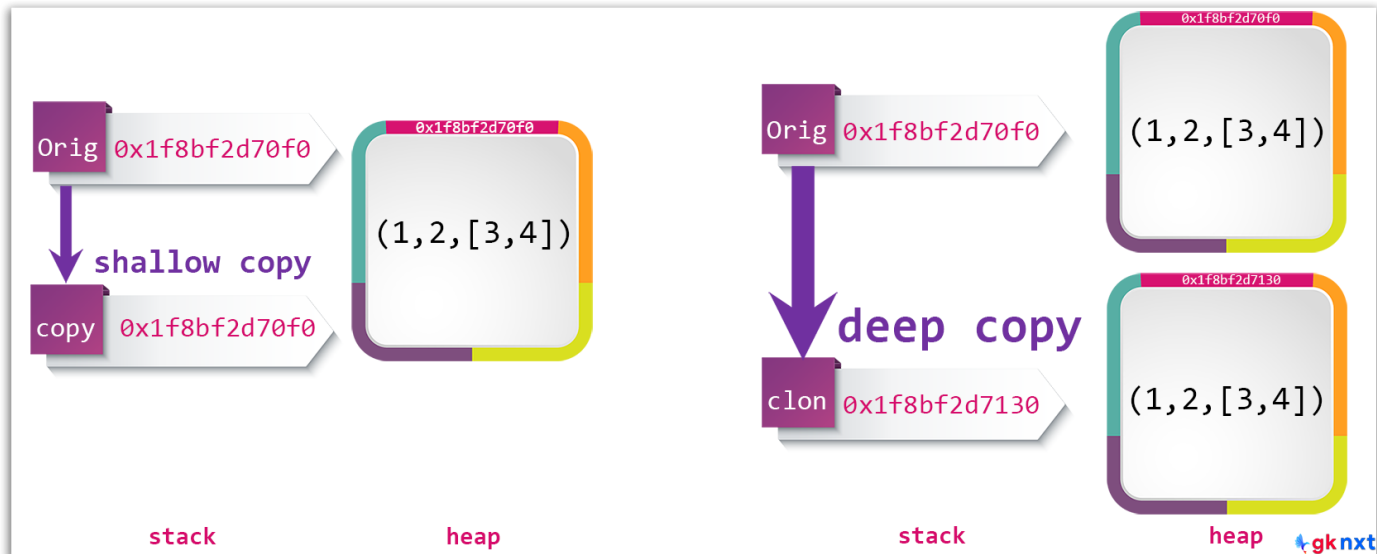 Orig 0x1f8bf2d70f0
shallow copy
copy 0x1f8bf2d70f0
0x1f8bf2d70f0
(1,2,[3,4])
stack
heap
Orig 0x1f8bf2d70f0
deep copy
clon 0x1f8bf2d7130
0x1f8bf2d70f0
(1,2,[3,4])
0x1f8bf2d7130
(1,2,[3,4])
stack
heap
gknxt